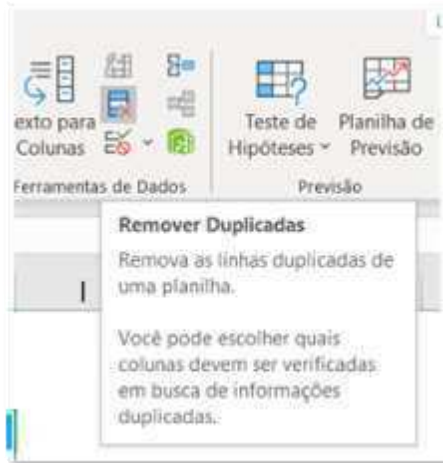 exto para
Colunas
Teste de
Hipóteses
Planilha de
Previsão
Ferramentas de Dados
Previsão
Remover Duplicadas
Remova as linhas duplicadas de
uma planilha.
Você pode escolher quais
colunas devem ser verificadas
em busca de informações
duplicadas.
I